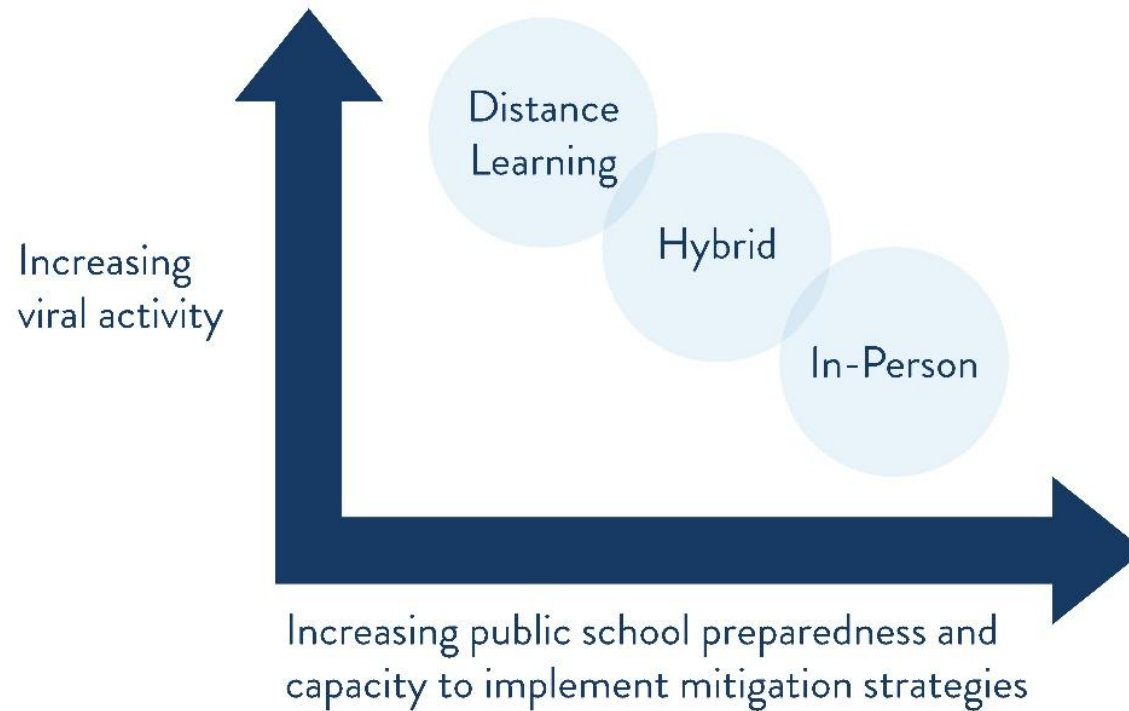 Distance
Learning
Hybrid
Increasing
viral activity
In-Person
Increasing public school preparedness and
capacity to implement mitigation strategies